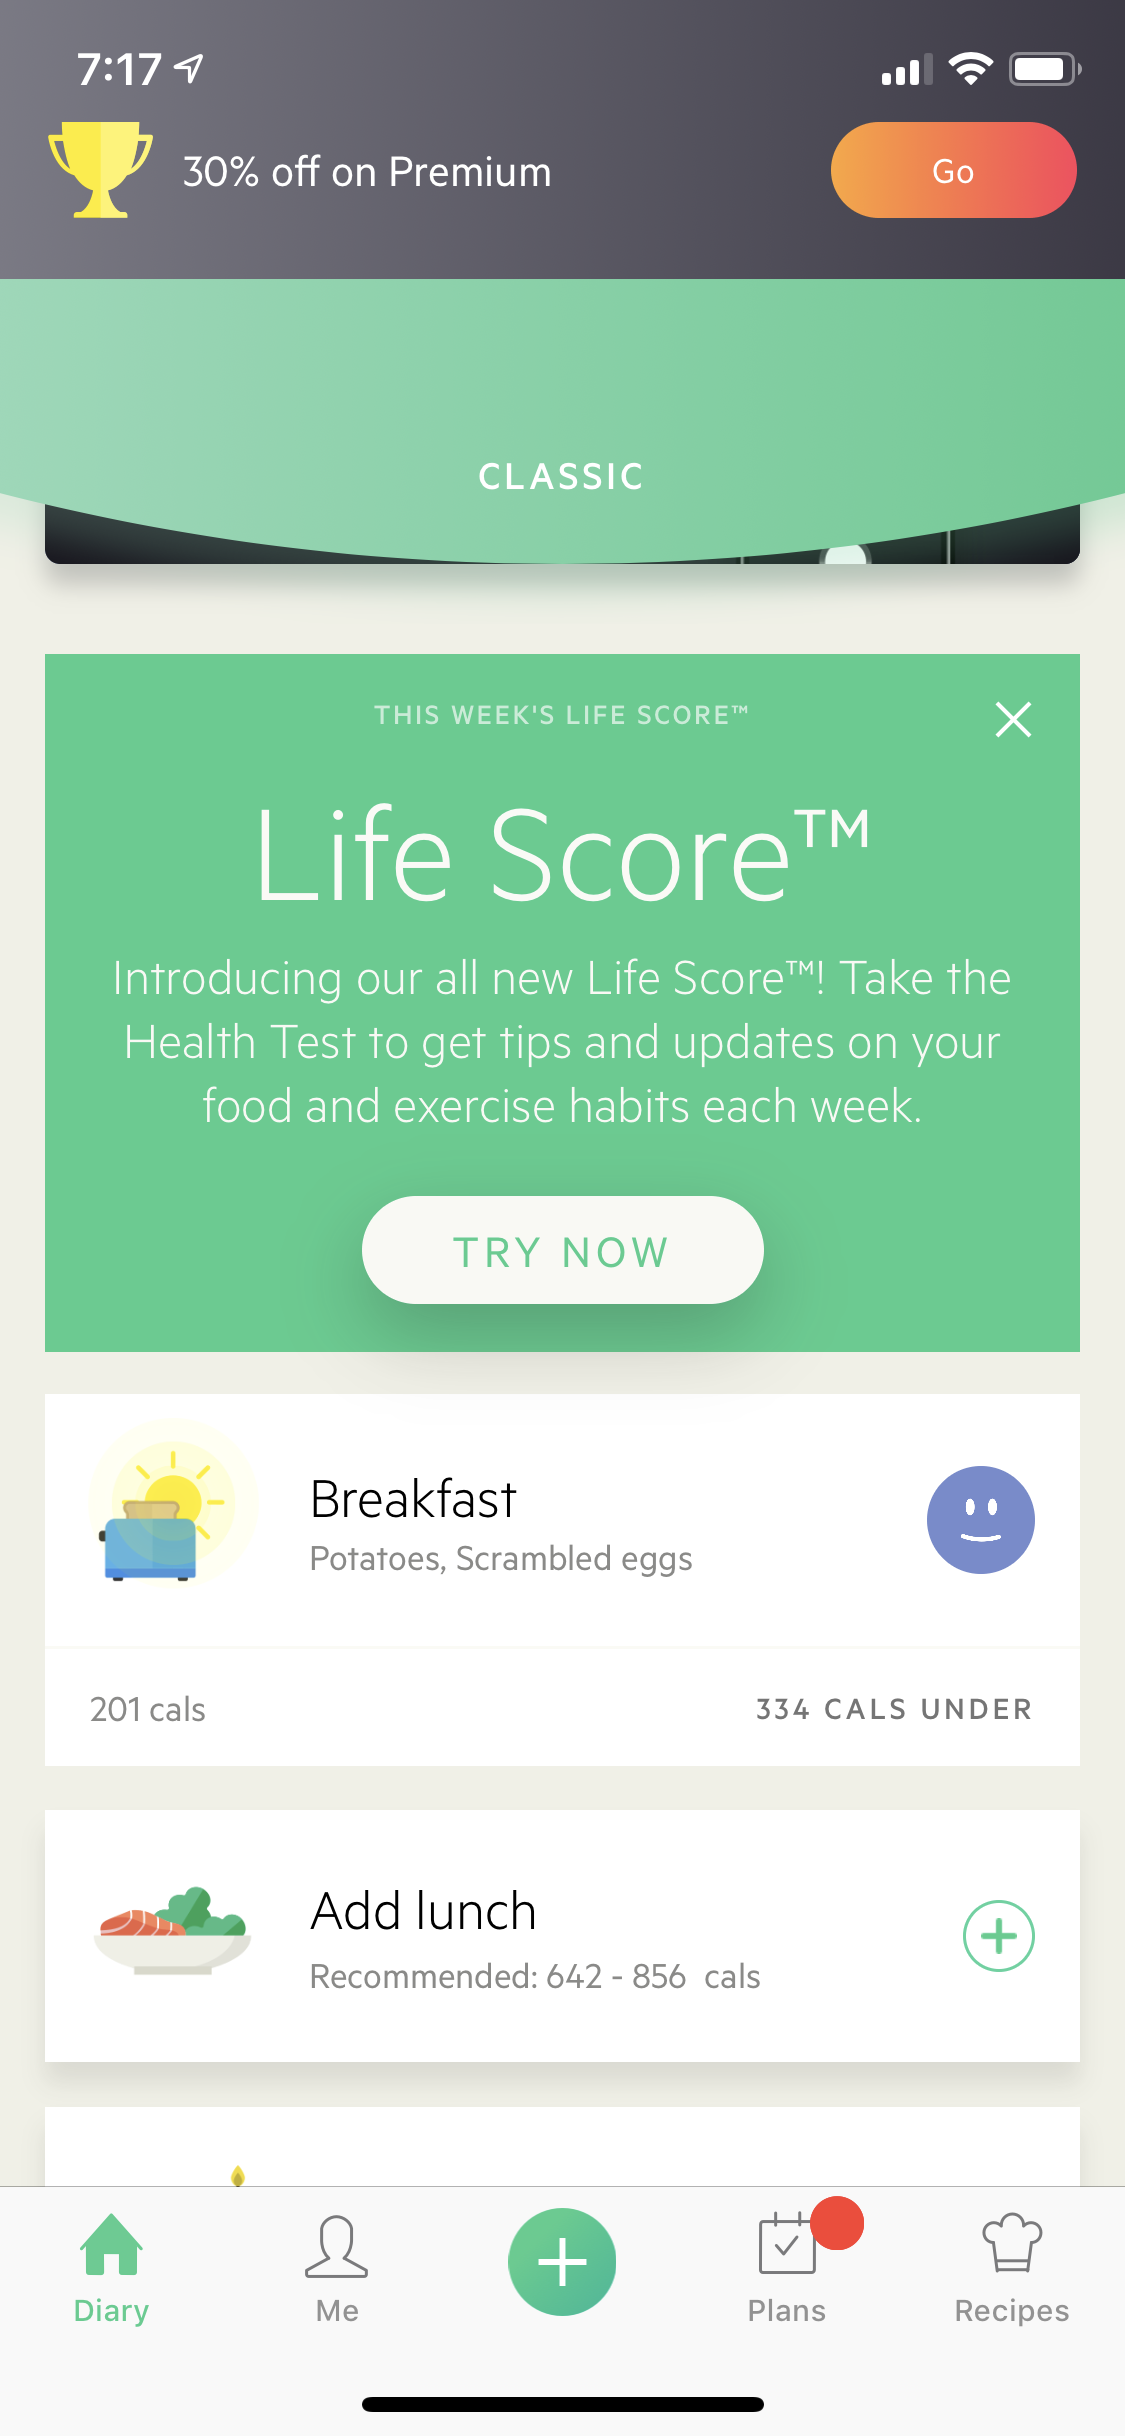 7:17
30% off on Premium
Go
CLASSIC
THIS WEEK'S LIFE SCORE™
Life Score™
Introducing our all new Life Score™! Take the
Health Test to get tips and updates on your
food and exercise habits each week.
TRY NOW
Breakfast
Potatoes, Scrambled eggs
201 cals
334 CALS UNDER
Add lunch
Recommended: 642 - 856 cals
Diary
Me
Plans
Recipes